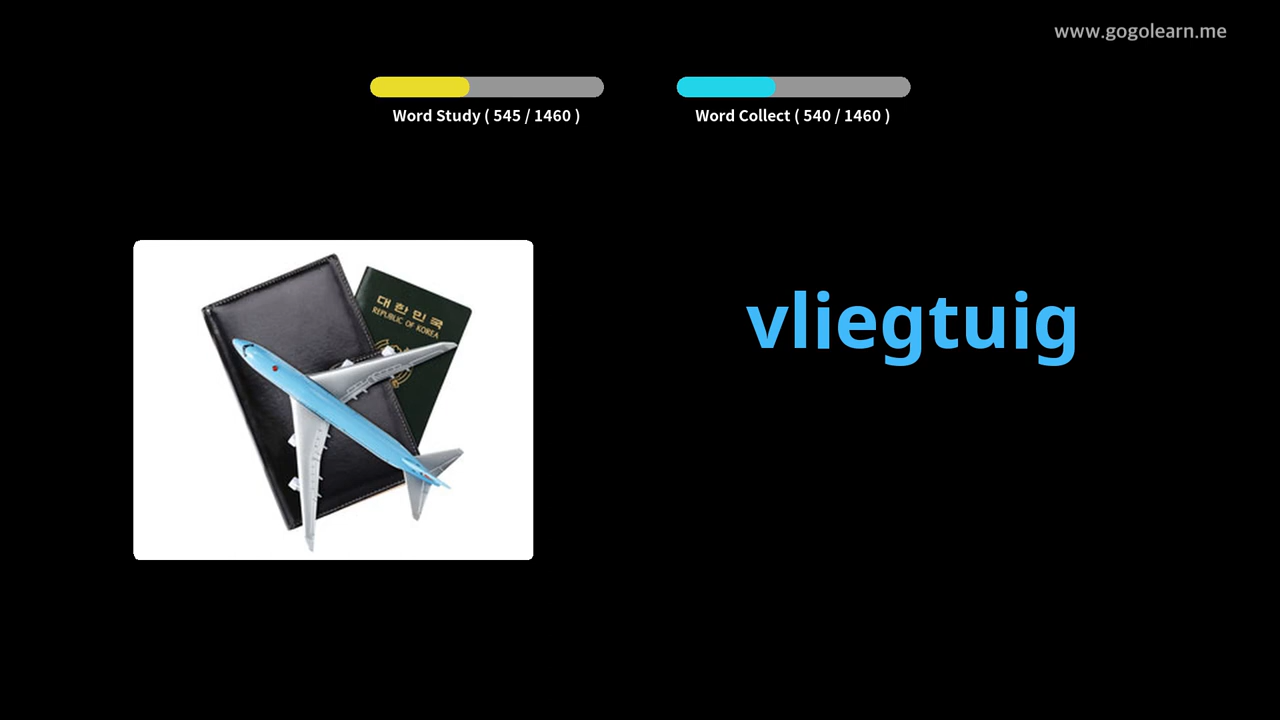 www.gogolearn.me
Word Study ( 545 / 1460 )
Word Collect ( 540 / 1460 )
대한민국
REPUBLIC OF KOREA
vliegtuig